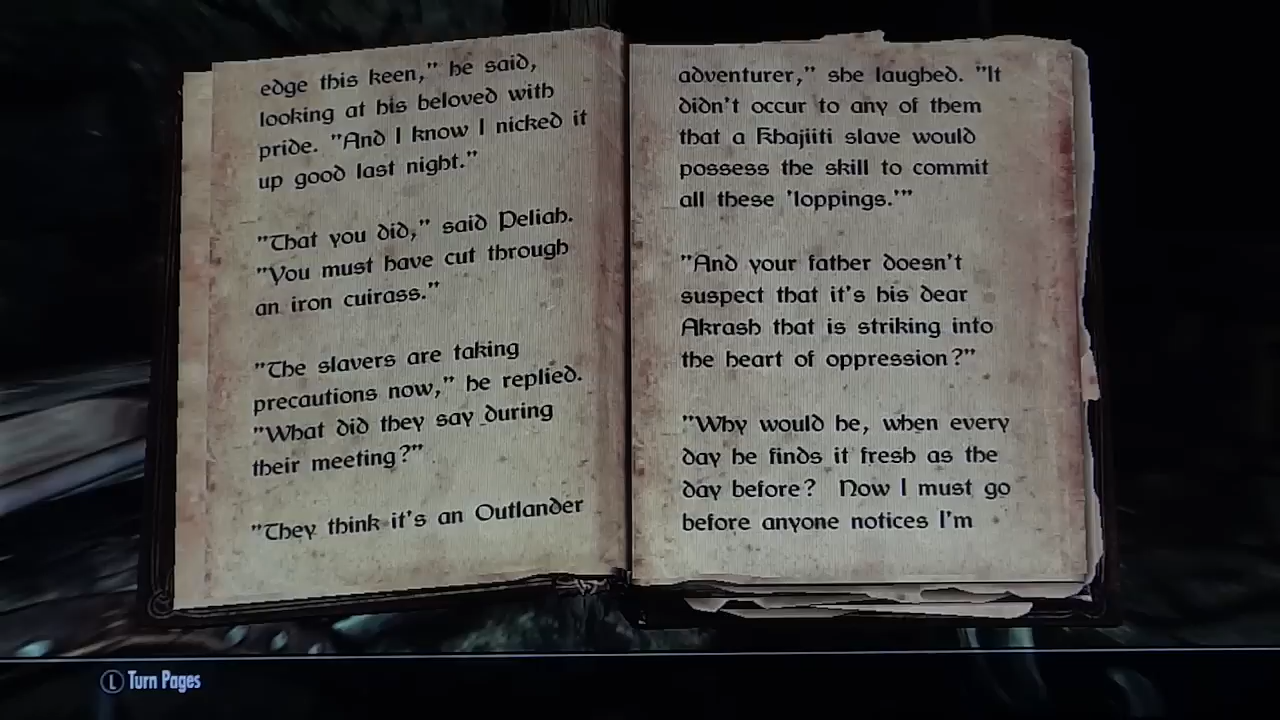 edge this keen," he said,
looking at his beloved with
pride. "And I know I nicked it
up good last night."
"That you did," said Peliah.
"You must have cut through
an iron cuirass."
"The slavers are taking
precautions now," he replied.
"What did they say during
their meeting?"
"They think it's an Outlander
adventurer," she laughed. "It
didn't occur to any of them
that a Khajiiti slave would
possess the skill to commit
all these 'loppings.'"
"And your father doesn't
suspect that it's his dear
Akrash that is striking into
the heart of oppression?"
"Why would he, when every
day he finds it fresh as the
day before? Now I must go
before anyone notices I'm
L Turn Pages